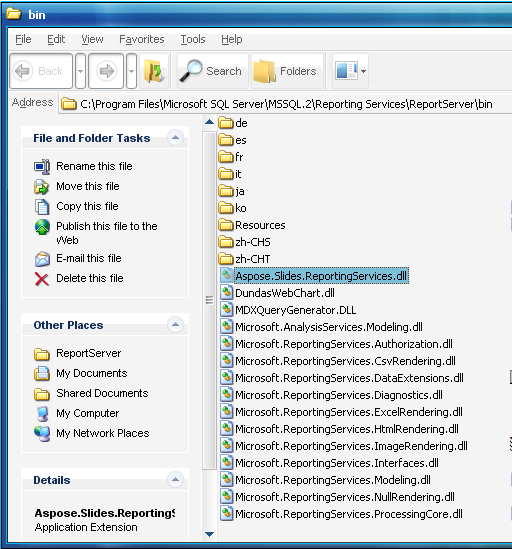 bin
File Edit View Favorites Tools Help
Back Search Folders
Address C:\Program Files\Microsoft SQL Server\MSSQL.2\Reporting Services\ReportServer\bin
File and Folder Tasks
Rename this file
Move this file
Copy this file
Publish this file to the
Web
E-mail this file
Delete this file
Other Places
ReportServer
My Documents
Shared Documents
My Computer
My Network Places
Details
Aspose.Slides.ReportingS
Application Extension
de
es
fr
it
ja
ko
Resources
zh-CHS
zh-CHT
Aspose.Slides.ReportingServices.dll
DundasWebChart.dll
MDXQueryGenerator.DLL
Microsoft.AnalysisServices.Modeling.dll
Microsoft.ReportingServices.Authorization.dll
Microsoft.ReportingServices.CsvRendering.dll
Microsoft.ReportingServices.DataExtensions.dll
Microsoft.ReportingServices.Diagnostics.dll
Microsoft.ReportingServices.ExcelRendering.dll
Microsoft.ReportingServices.HtmlRendering.dll
Microsoft.ReportingServices.ImageRendering.dll
Microsoft.ReportingServices.Interfaces.dll
Microsoft.ReportingServices.Modeling.dll
Microsoft.ReportingServices.NullRendering.dll
Microsoft.ReportingServices.ProcessingCore.dll